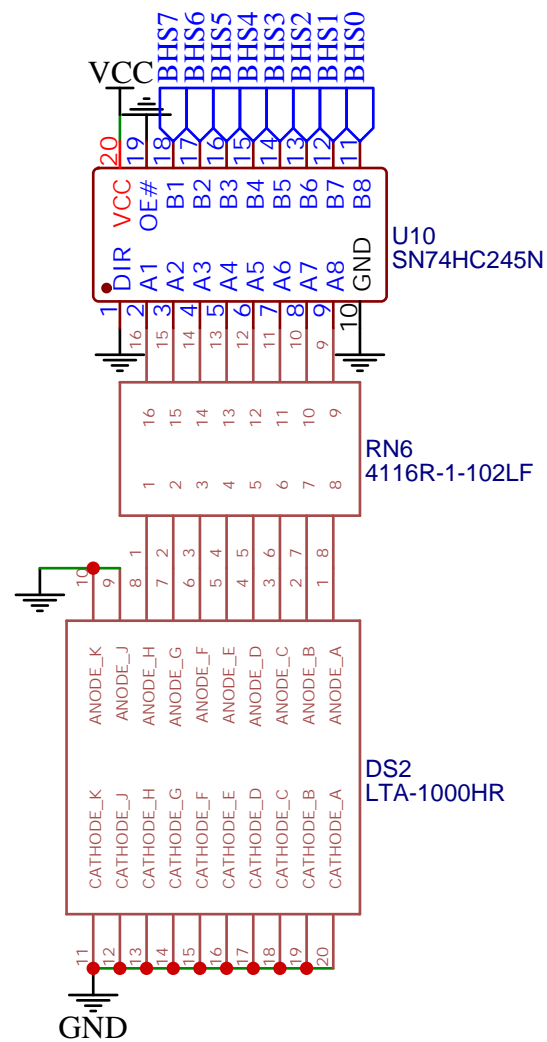 BHS7 BHS6 BHS5 BHS4 BHS3 BHS2 BHS1 BHS0
VCC
20 19 18 17 16 15 14 13 12 11
VCC OE# B1 B2 B3 B4 B5 B6 B7 B8
U10
SN74HC245N
DIR A1 A2 A3 A4 A5 A6 A7 A8 GND
1 2 3 4 5 6 7 8 9 10
16 15 14 13 12 11 10 9
16 15 14 13 12 11 10 9
RN6
4116R-1-102LF
1 2 3 4 5 6 7 8
1 2 3 4 5 6 7 8
10 9 8 7 6 5 4 3 2 1
ANODE_K ANODE_J ANODE_H ANODE_G ANODE_F ANODE_E ANODE_D ANODE_C ANODE_B ANODE_A
DS2
LTA-1000HR
CATHODE_K CATHODE_J CATHODE_H CATHODE_G CATHODE_F CATHODE_E CATHODE_D CATHODE_C CATHODE_B CATHODE_A
11 12 13 14 15 16 17 18 19 20
GND